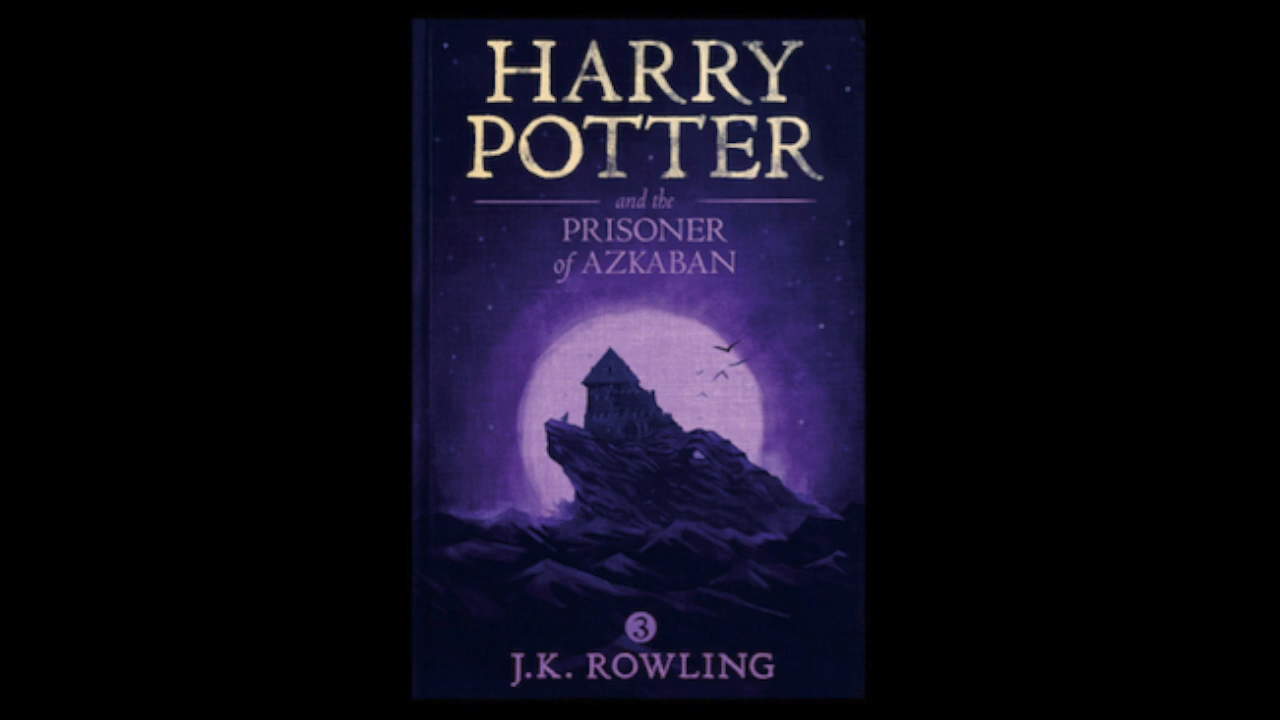 HARRY
POTTER
and the
PRISONER
of AZKABAN
3
J.K. ROWLING